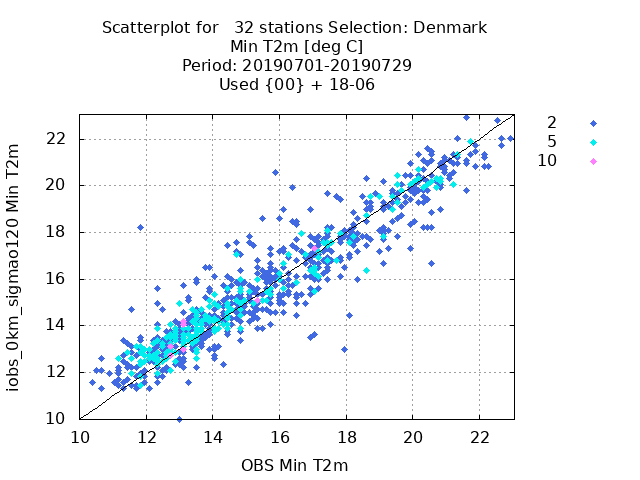 Scatterplot for   32 stations Selection: Denmark
Min T2m [deg C]
Period: 20190701-20190729
Used {00} + 18-06
2
5
10
iobs_0km_sigmao120 Min T2m
22
20
18
16
14
12
10
10 12 14 16 18 20 22
OBS Min T2m